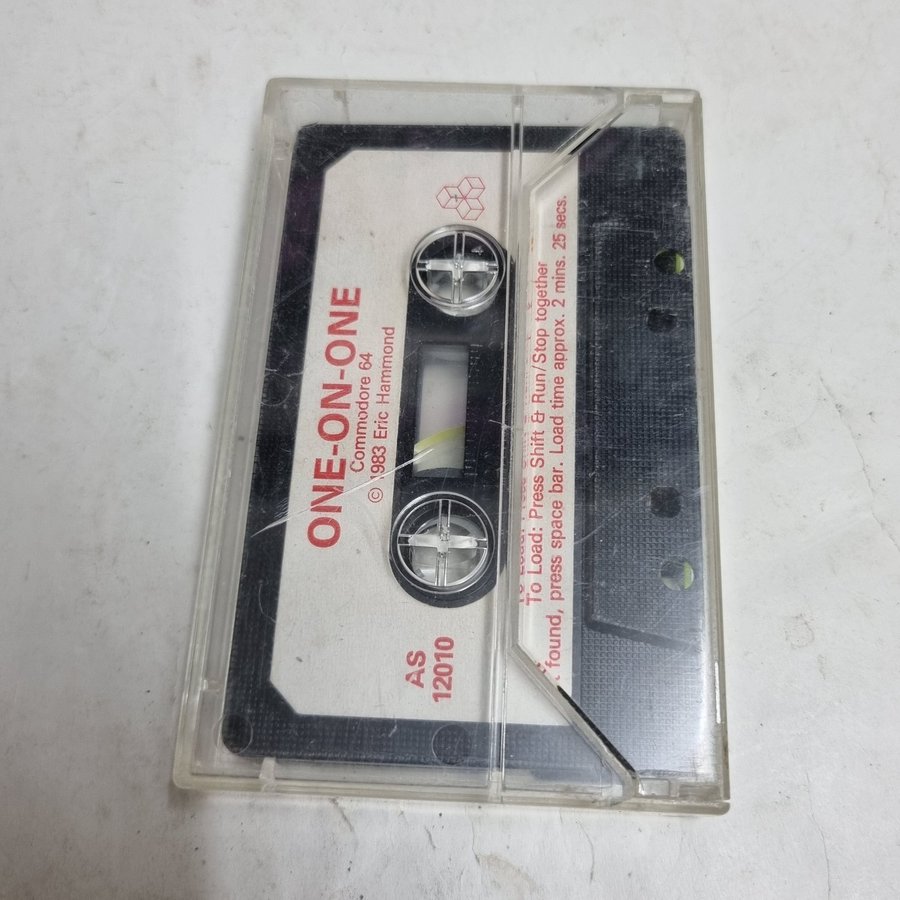 ONE-ON-ONE
Commodore 64
© 1983 Eric Hammond
AS
12010
To Load: Press Shift & Run/Stop together
found, press space bar. Load time approx. 2 mins. 25 secs.